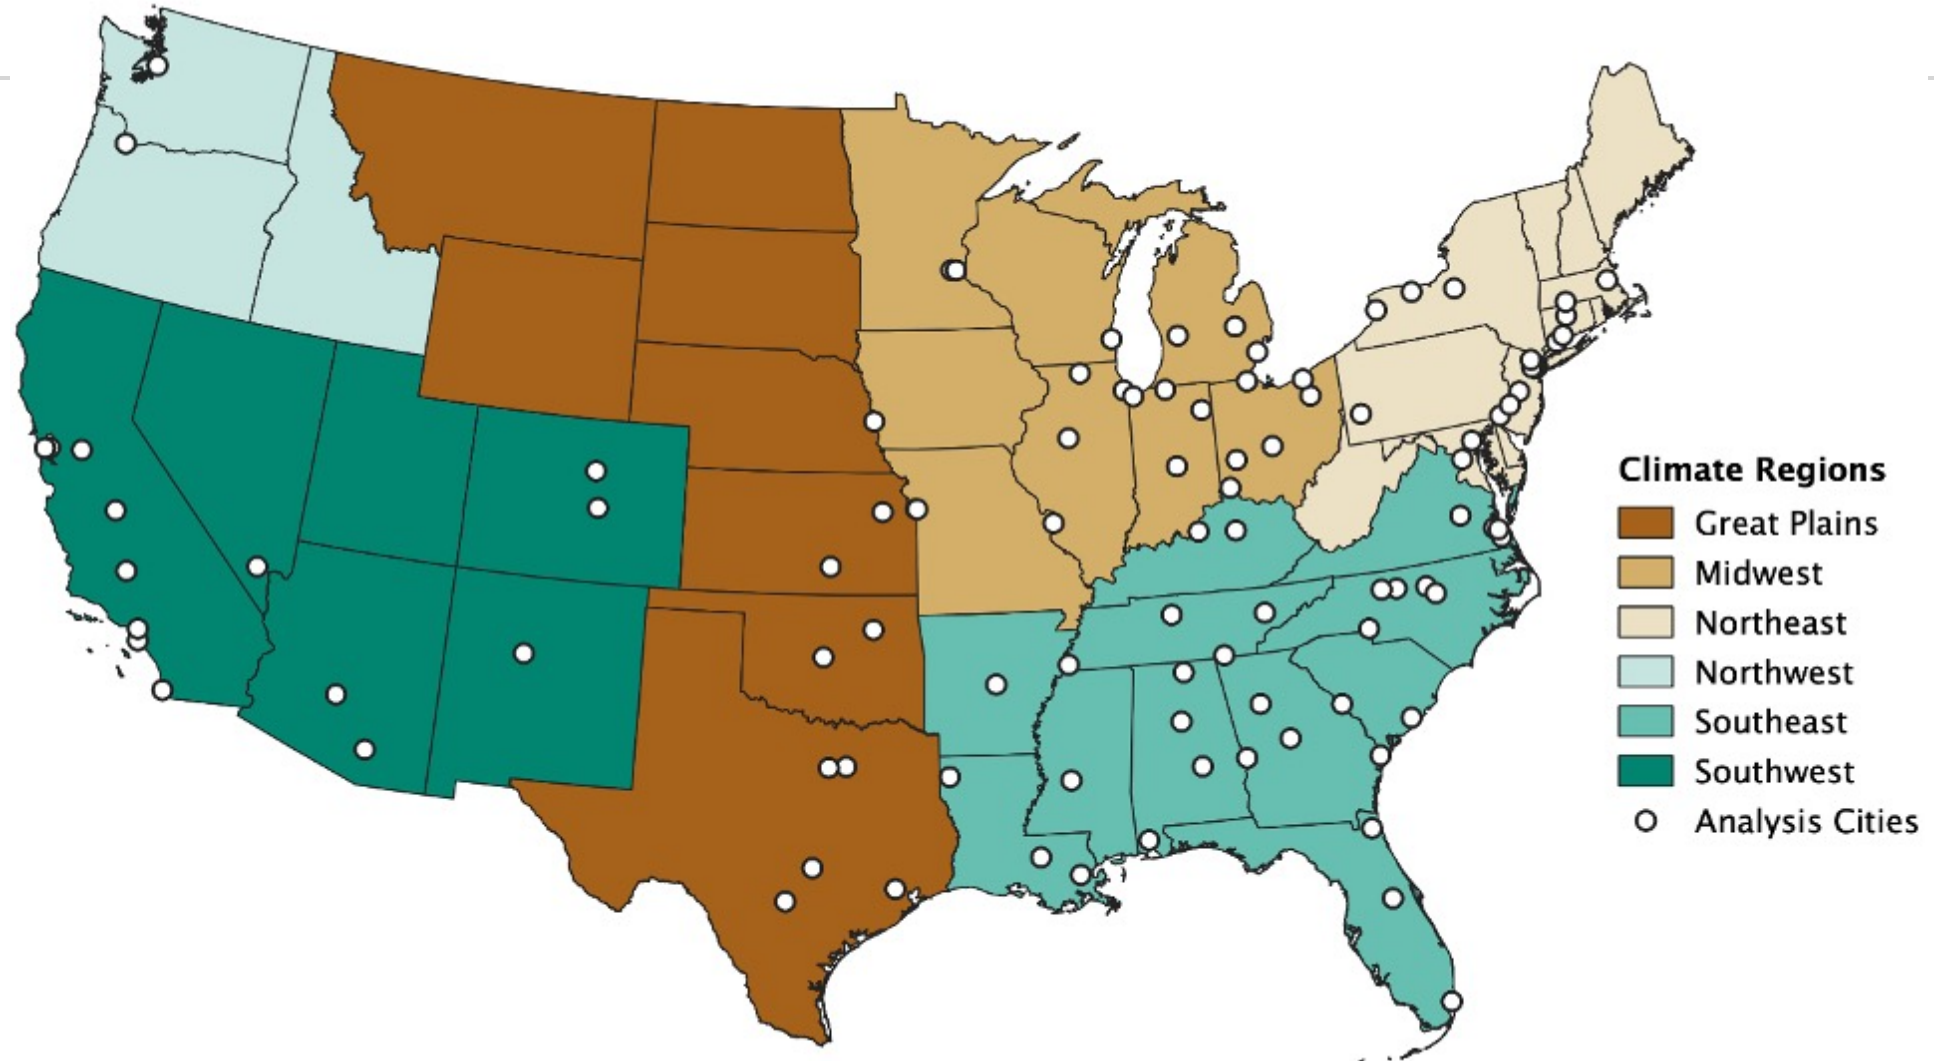 Climate Regions
Great Plains
Midwest
Northeast
Northwest
Southeast
Southwest
Analysis Cities